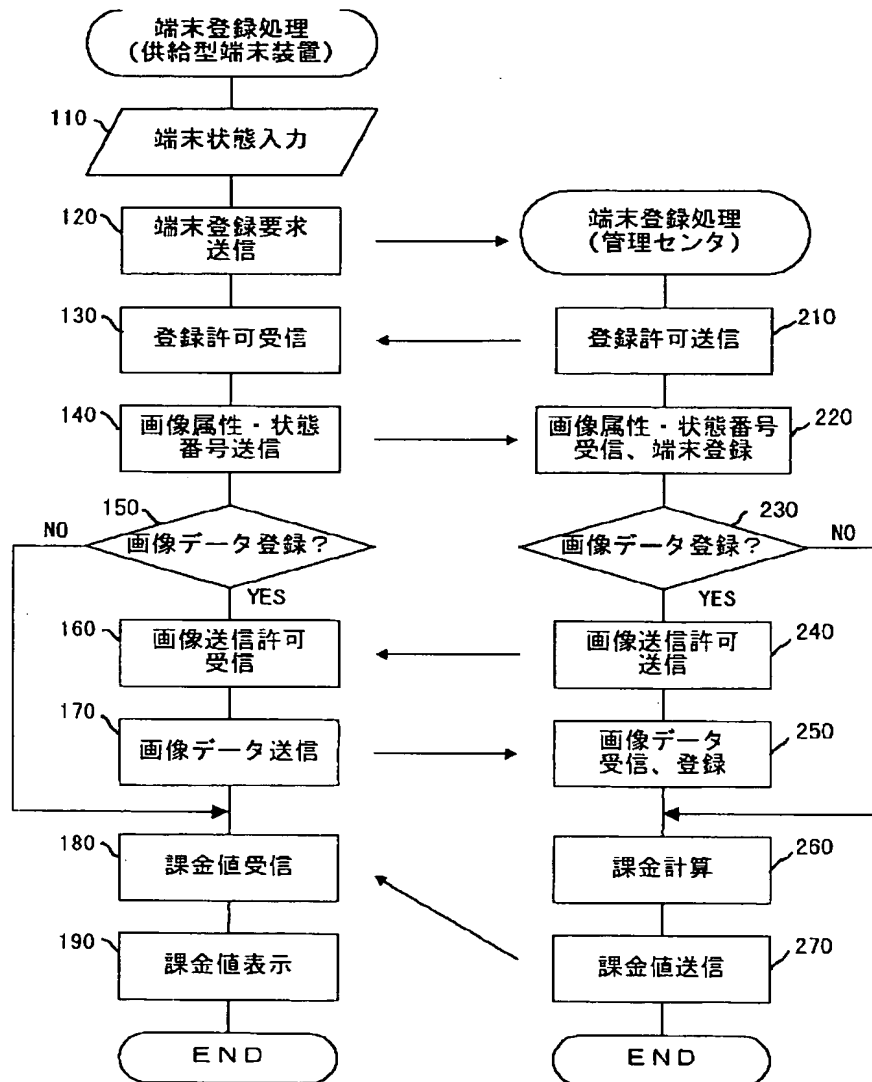 端末登録処理
(供給型端末装置)
110
端末状態入力
120
端末登録要求
送信
端末登録処理
(管理センタ)
130
登録許可受信
登録許可送信
210
140
画像属性・状態
番号送信
画像属性・状態番号
受信、端末登録
220
150
NO
画像データ登録?
YES
230
画像データ登録?
NO
YES
160
画像送信許可
受信
画像送信許可
送信
240
170
画像データ送信
画像データ
受信、登録
250
180
課金値受信
課金計算
260
190
課金値表示
課金値送信
270
END
END